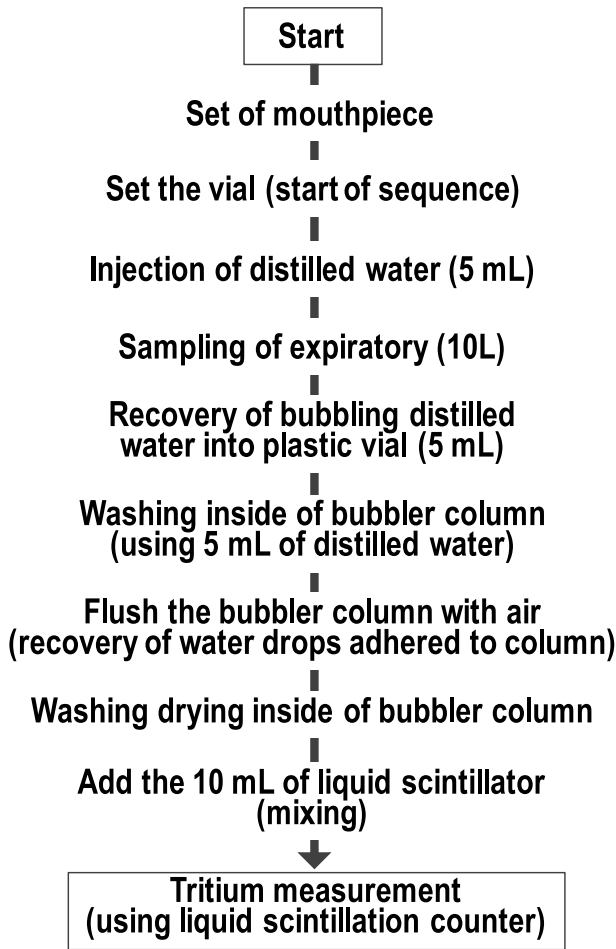 Start
Set of mouthpiece
Set the vial (start of sequence)
Injection of distilled water (5 mL)
Sampling of expiratory (10L)
Recovery of bubbling distilled
water into plastic vial (5 mL)
Washing inside of bubbler column
(using 5 mL of distilled water)
Flush the bubbler column with air
(recovery of water drops adhered to column)
Washing drying inside of bubbler column
Add the 10 mL of liquid scintillator
(mixing)
Tritium measurement
(using liquid scintillation counter)